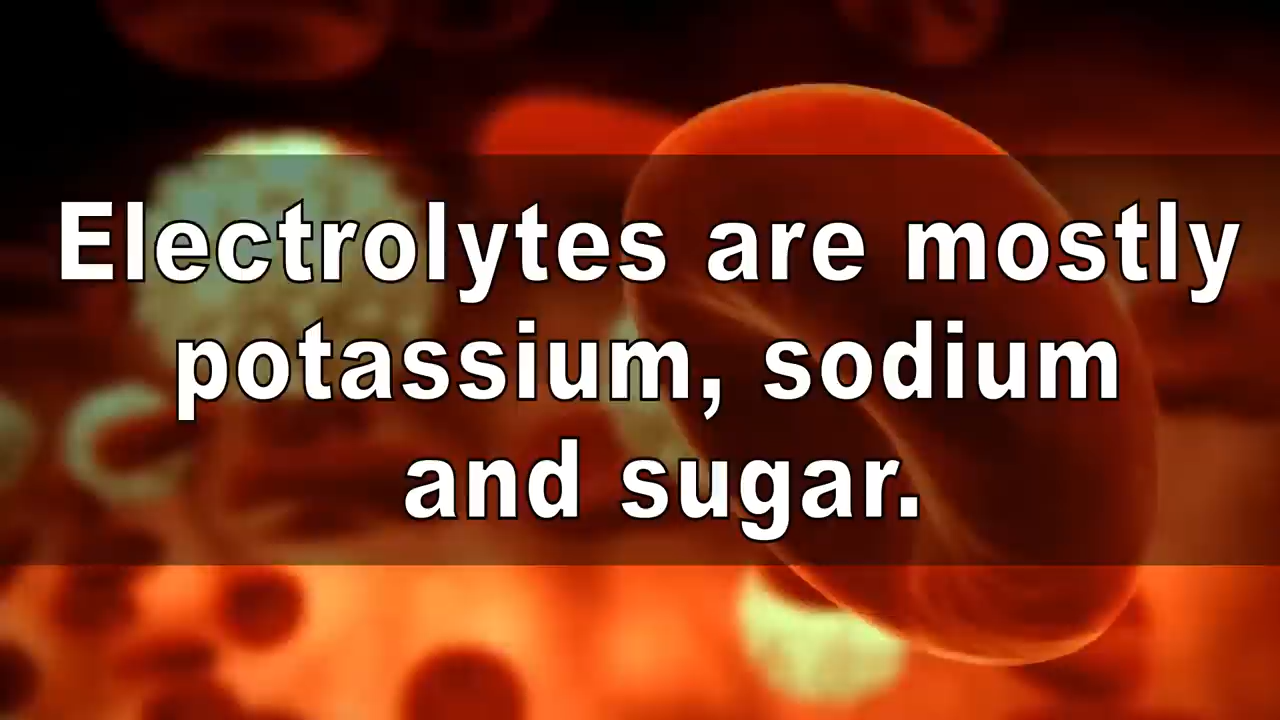 Electrolytes are mostly
potassium, sodium
and sugar.